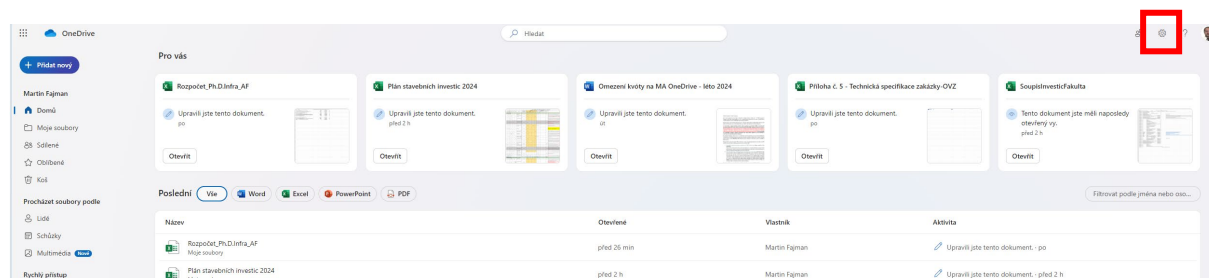 OneDrive
Hledat
?
+ Přidat nový
Martin Fajman
Domů
Moje soubory
Sdílené
Oblíbené
Koš
Procházet soubory podle
Lidé
Schůzky
Multimédia Nové
Rychlý přístup
Pro vás
Rozpočet_Ph.D.Infra_AF
Upravili jste tento dokument.
po
Otevřít
Plán stavebních investic 2024
Upravili jste tento dokument.
před 2 h
Otevřít
Omezení kvóty na MA OneDrive - léto 2024
Upravili jste tento dokument.
út
Otevřít
Příloha č. 5 - Technická specifikace zakázky-OVZ
Upravili jste tento dokument.
po
Otevřít
SoupisInvesticFakulta
Tento dokument jste měli naposledy
otevřený vy.
před 2 h
Otevřít
Poslední Vše Word Excel PowerPoint PDF
Filtrovat podle jména nebo oso...
Název Otevřené Vlastník Aktivita
Rozpočet_Ph.D.Infra_AF
Moje soubory
před 26 min Martin Fajman Upravili jste tento dokument. - po
Plán stavebních investic 2024
před 2 h Martin Fajman Upravili jste tento dokument. - před 2 h